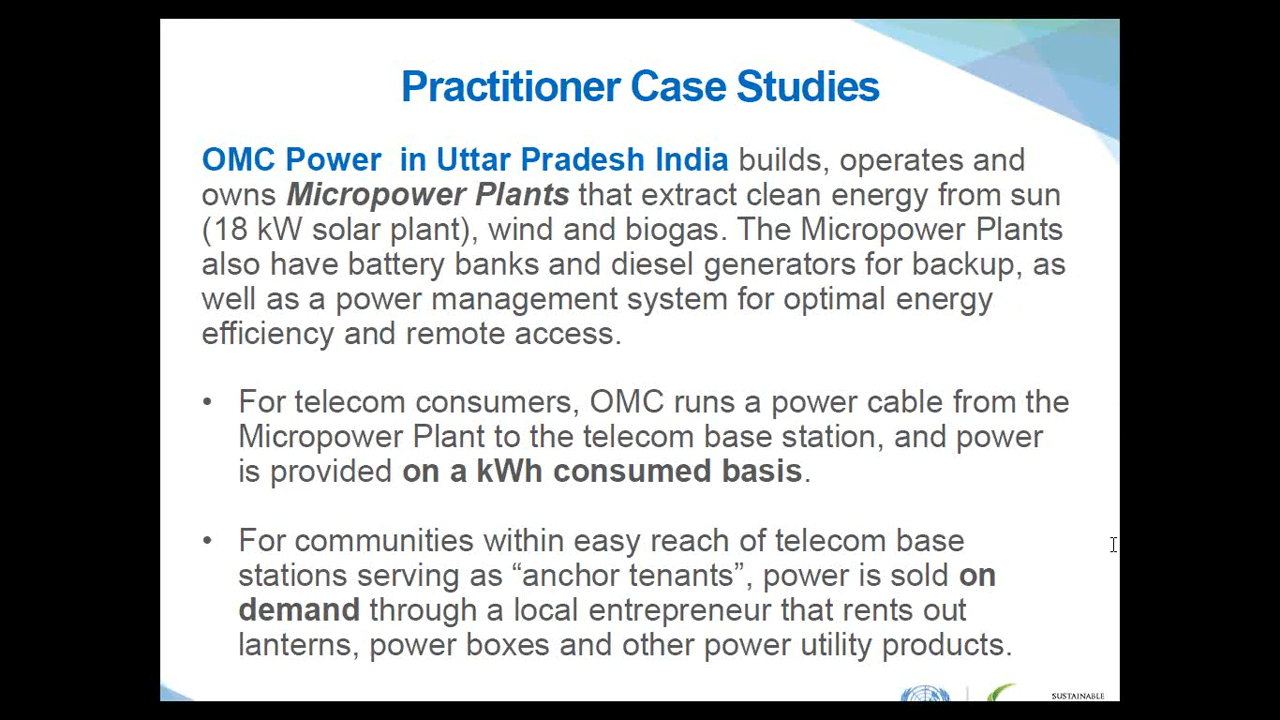 Practitioner Case Studies
OMC Power in Uttar Pradesh India builds, operates and
owns Micropower Plants that extract clean energy from sun
(18 kW solar plant), wind and biogas. The Micropower Plants
also have battery banks and diesel generators for backup, as
well as a power management system for optimal energy
efficiency and remote access.
• For telecom consumers, OMC runs a power cable from the
Micropower Plant to the telecom base station, and power
is provided on a kWh consumed basis.
• For communities within easy reach of telecom base
stations serving as “anchor tenants”, power is sold on
demand through a local entrepreneur that rents out
lanterns, power boxes and other power utility products.
SUSTAINABLE